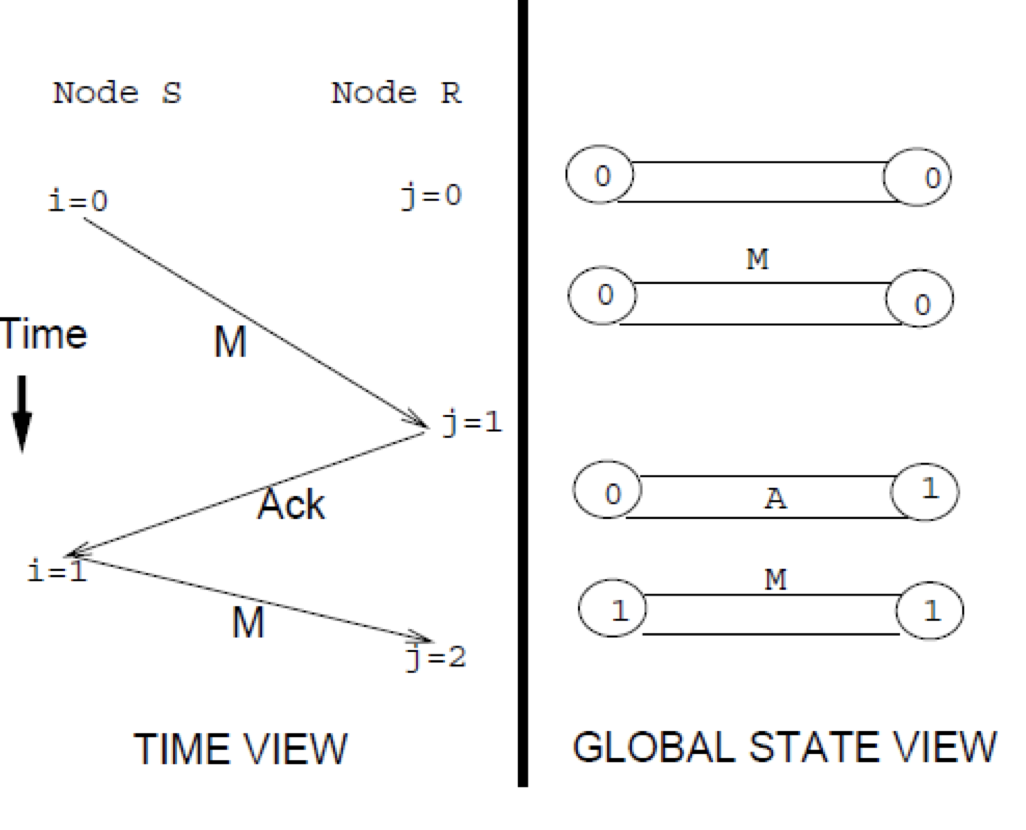 Node S
Node R
i=0
j=0
Time
M
j=1
Ack
i=1
M
j=2
TIME VIEW
0 0
M
0 0
0 A 1
M
1 1
GLOBAL STATE VIEW